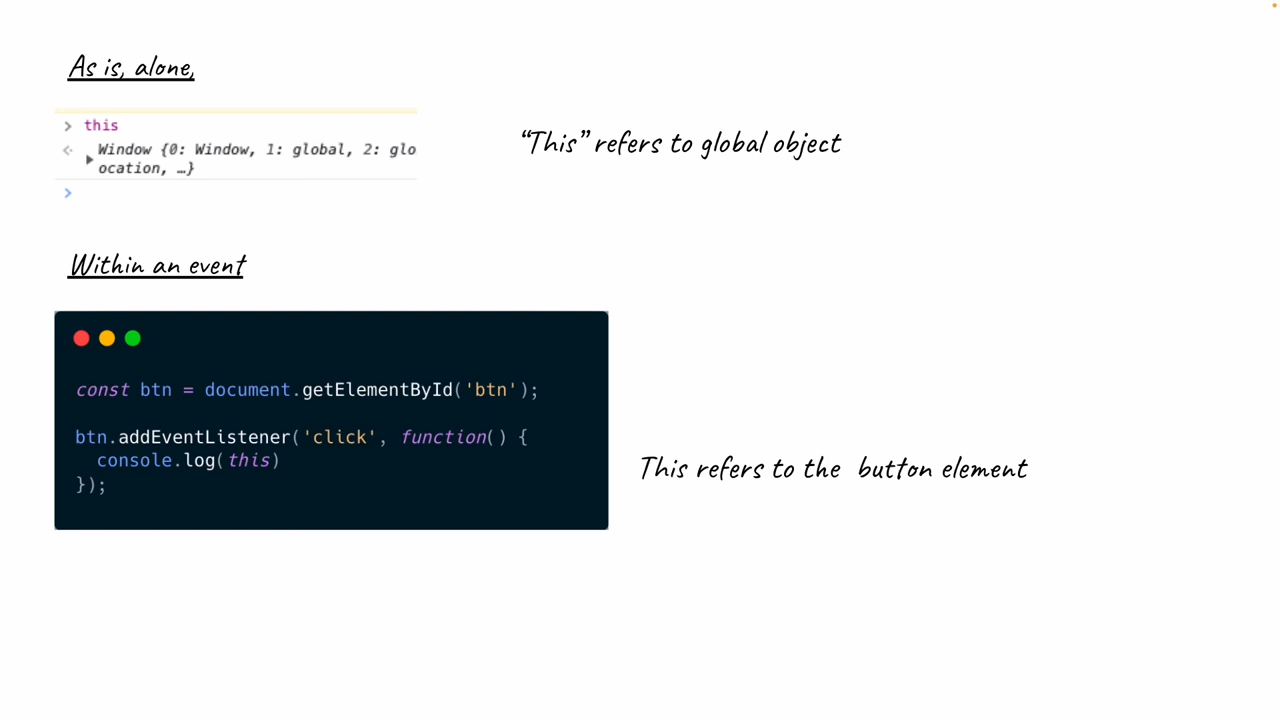 As is, alone,
> this
Window {0: Window, 1: global, 2: glo
ocation, …}
>
“This” refers to global object
Within an event
const btn = document.getElementById('btn');
btn.addEventListener('click', function() {
  console.log(this)
});
This refers to the button element